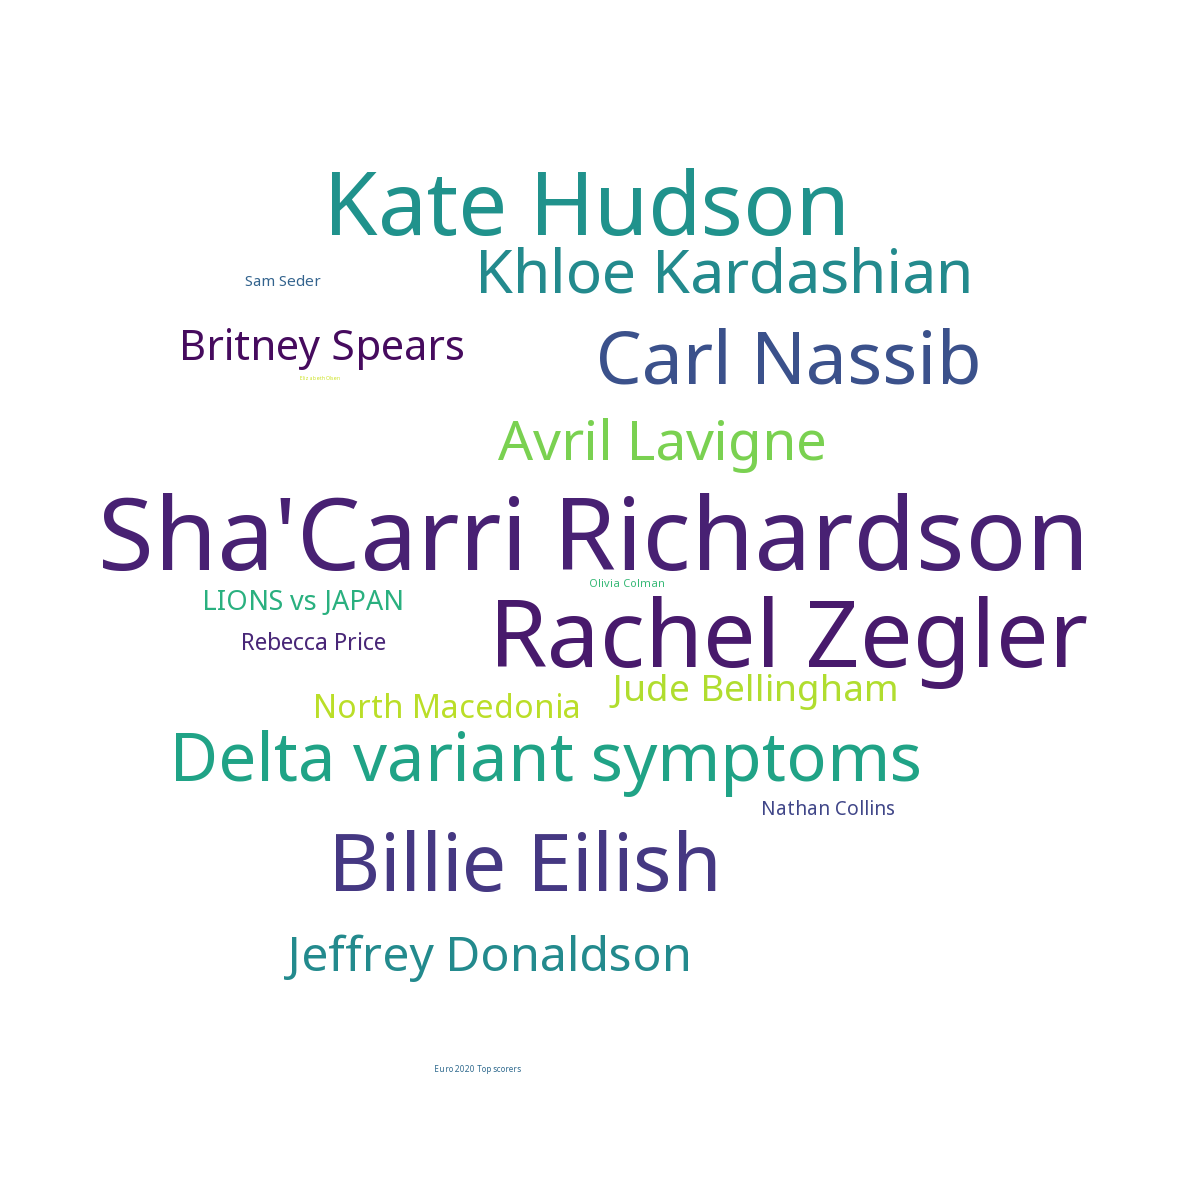 Kate Hudson
Khloe Kardashian
Sam Seder
Britney Spears
Carl Nassib
Avril Lavigne
Sha'Carri Richardson
Olivia Colman
LIONS vs JAPAN
Rachel Zegler
Rebecca Price
Jude Bellingham
North Macedonia
Delta variant symptoms
Nathan Collins
Billie Eilish
Jeffrey Donaldson
Euro 2020 Top scorers